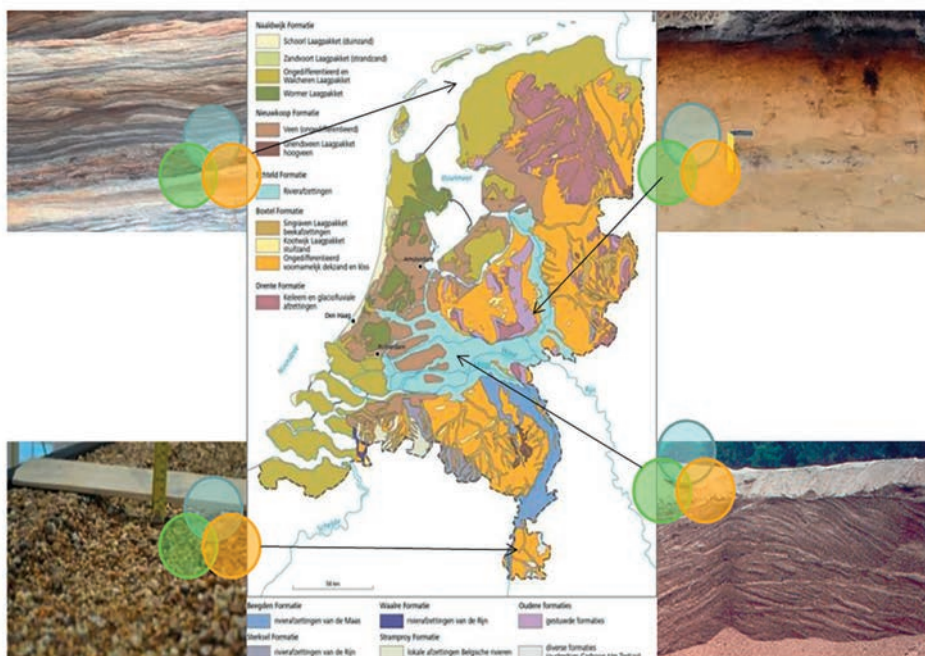 Naaldwijk Formatie
Schoorl Laagpakket (duinzand)
Zandvoort Laagpakket (strandzand)
Ongedifferentieerd en
Walcheren Laagpakket
Wormer Laagpakket
Nieuwkoop Formatie
Veen (ongedifferentieerd)
Griendtsveen Laagpakket
hoogveen
Echteld Formatie
Rivierafzettingen
Boxtel Formatie
Singraven Laagpakket
beekafzettingen
Kootwijk Laagpakket
stuifzand
Ongedifferentieerd
voornamelijk dekzand en löss
Drente Formatie
Keileem en glaciofluviale
afzettingen
IJsselmeer
Amsterdam
Den Haag
Rotterdam
Noordzee
Rijn
Schelde
50 km
Beegden Formatie
rivierafzettingen van de Maas
Waalre Formatie
rivierafzettingen van de Rijn
Oudere formaties
gestuwde formaties
Sterksel Formatie
rivierafzettingen van de Rijn
Stramproy Formatie
lokale afzettingen Belgische rivieren
diverse formaties